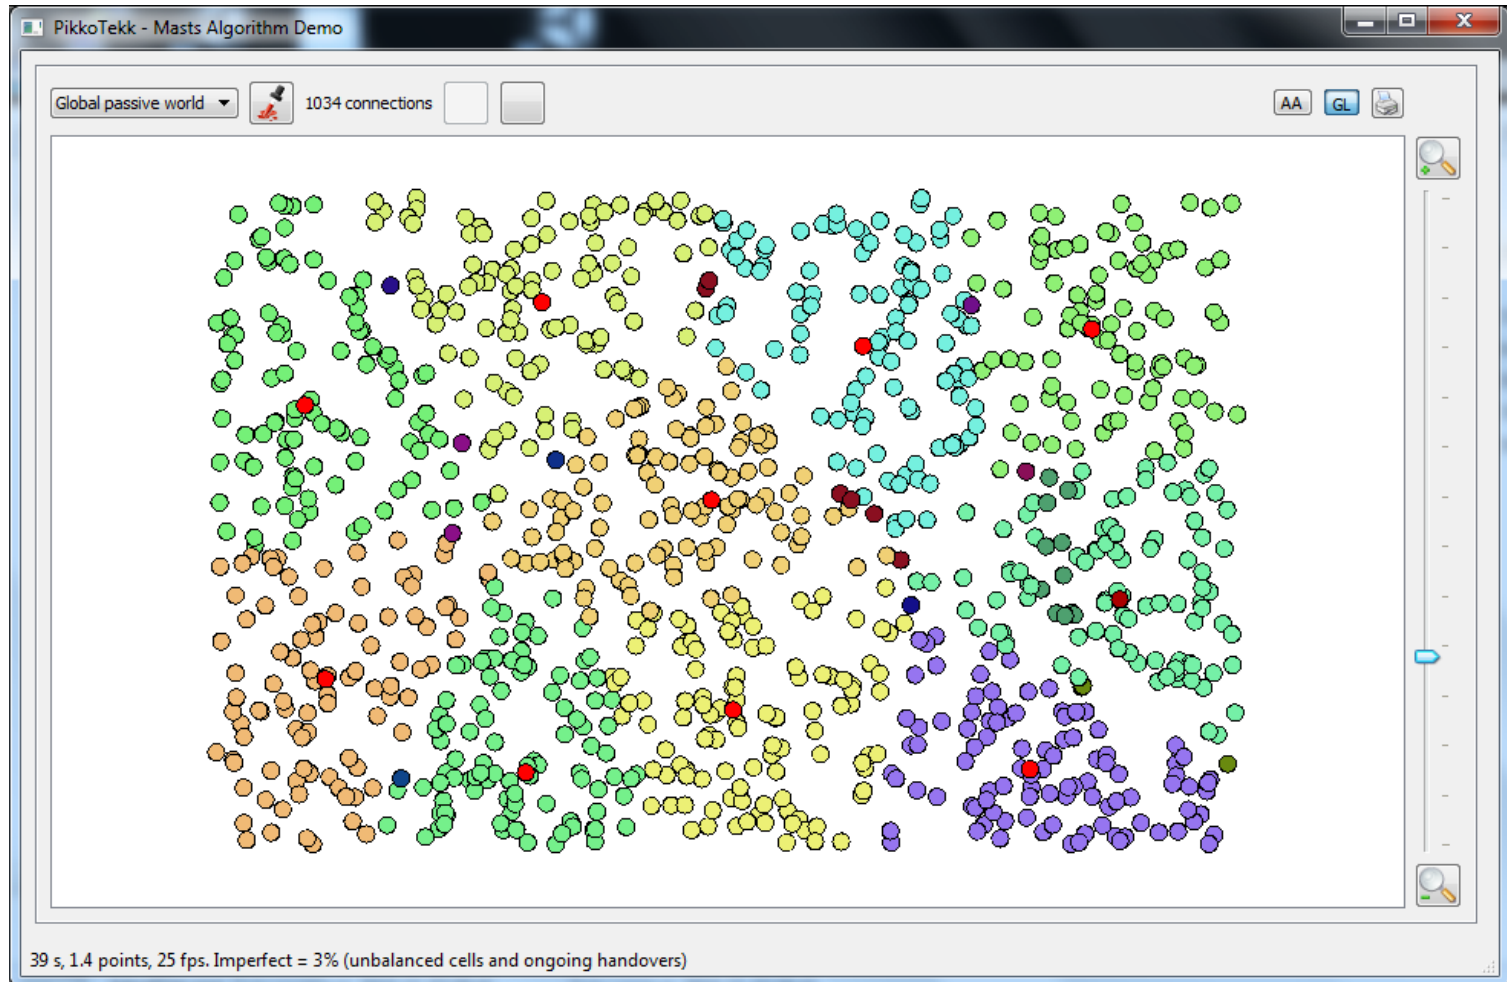 PikkoTekk - Masts Algorithm Demo
Global passive world
1034 connections
AA
GL
39 s, 1.4 points, 25 fps. Imperfect = 3% (unbalanced cells and ongoing handovers)